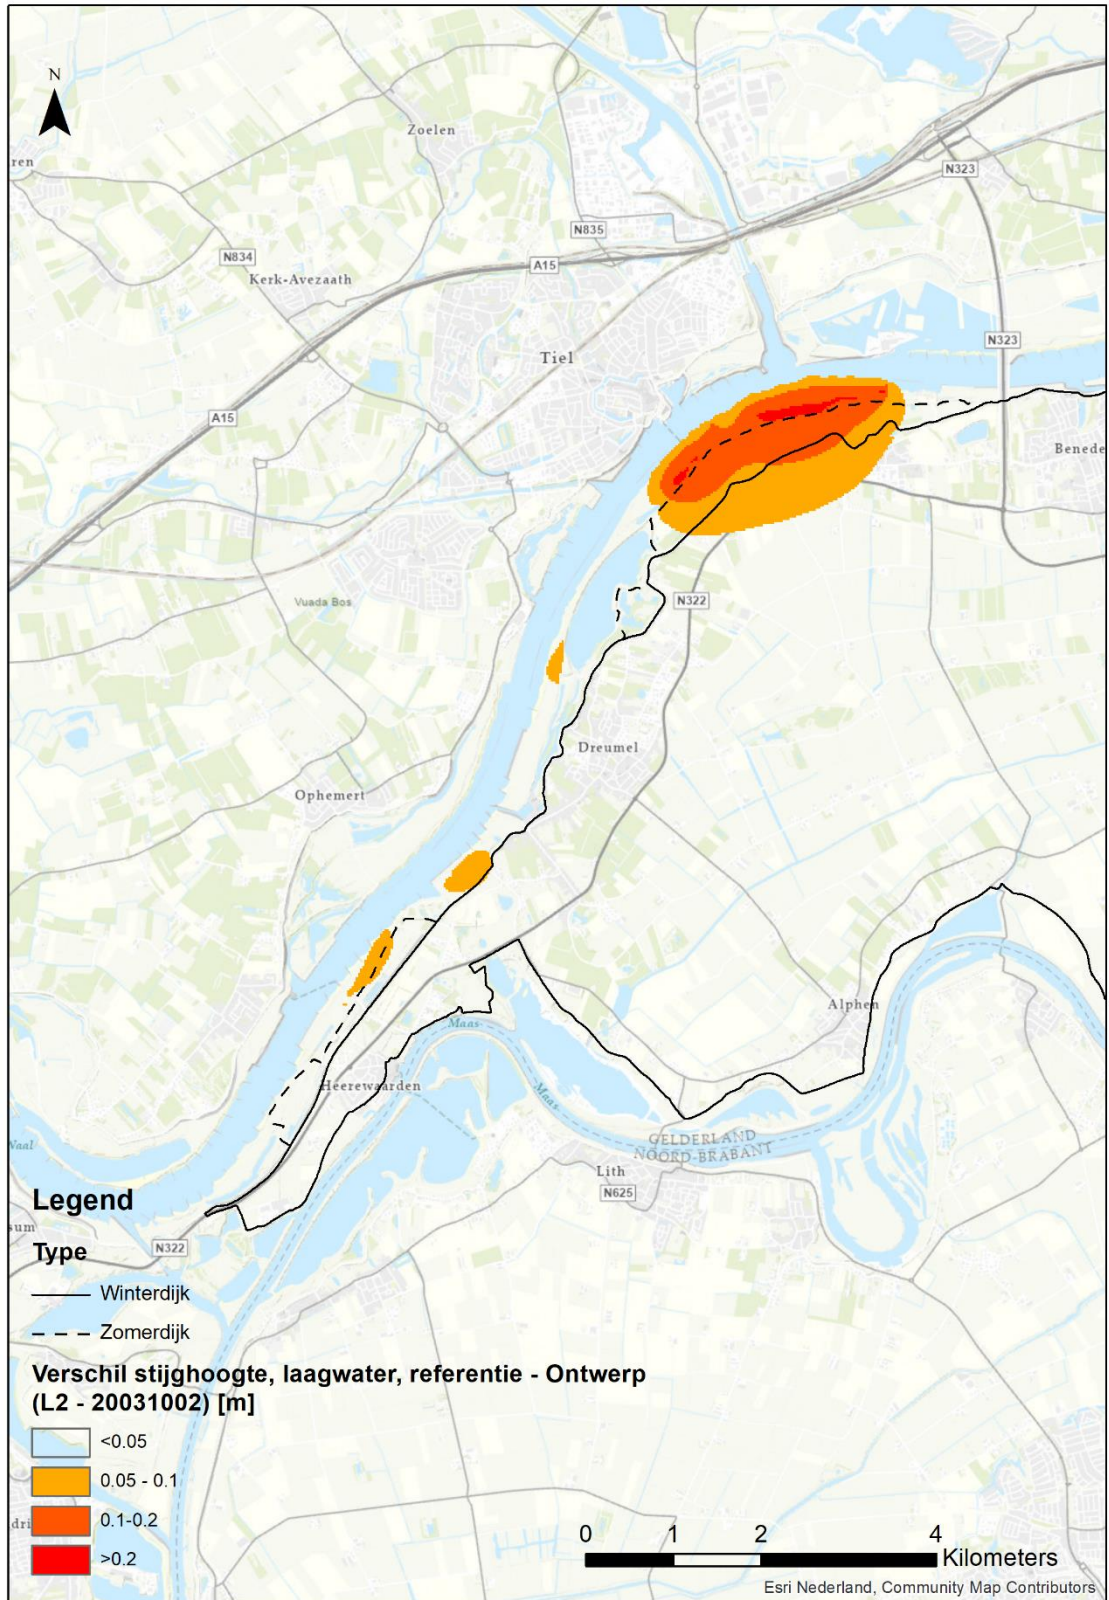 N
Zoelen
ren
N323
N835
N834
A15
Kerk-Avezaath
N323
Tiel
A15
Benede
Vuada Bos
N322
Dreumel
Ophemert
Alphen
Maas
Heerewaarden
Maas
GELDERLAND
NOORD-BRABANT
Waal
Lith
N625
Legend
sum
N322
Type
Winterdijk
Zomerdijk
Verschil stijghoogte, laagwater, referentie - Ontwerp
(L2 - 20031002) [m]
<0.05
0.05 - 0.1
dri
0.1-0.2
>0.2
0 1 2 4
Kilometers
Esri Nederland, Community Map Contributors